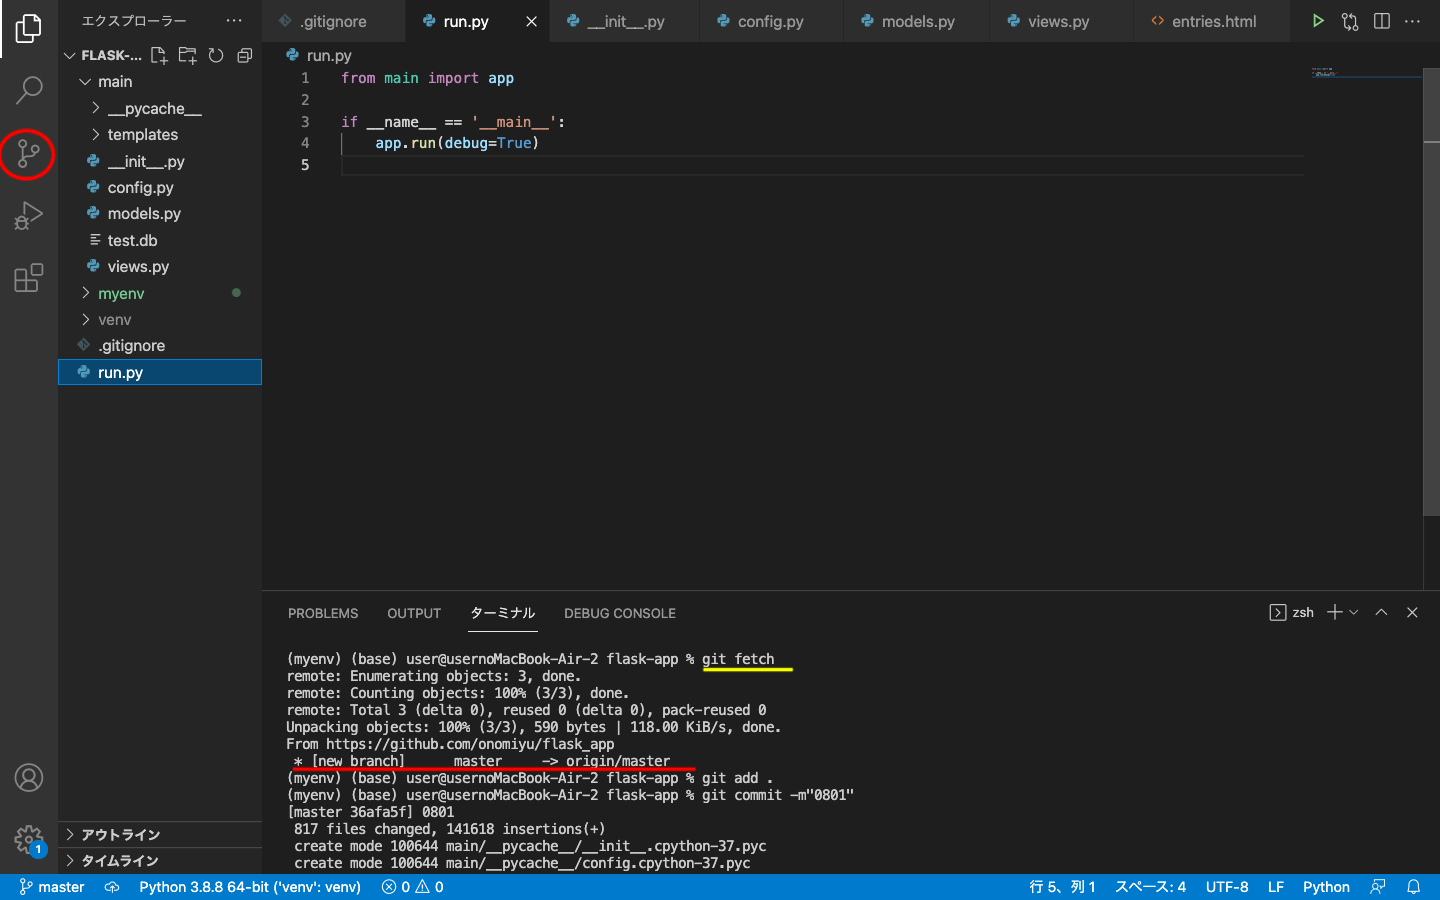 エクスプローラー
FLASK-...
main
__pycache__
templates
__init__.py
config.py
models.py
test.db
views.py
myenv
venv
.gitignore
run.py
アウトライン
タイムライン
.gitignore
run.py
__init__.py
config.py
models.py
views.py
entries.html
run.py
1 from main import app
2
3 if __name__ == '__main__':
4 app.run(debug=True)
5
PROBLEMS
OUTPUT
ターミナル
DEBUG CONSOLE
zsh
(myenv) (base) user@usernoMacBook-Air-2 flask-app % git fetch
remote: Enumerating objects: 3, done.
remote: Counting objects: 100% (3/3), done.
remote: Total 3 (delta 0), reused 0 (delta 0), pack-reused 0
Unpacking objects: 100% (3/3), 590 bytes | 118.00 KiB/s, done.
From https://github.com/onomiyu/flask_app
* [new branch] master -> origin/master
(myenv) (base) user@usernoMacBook-Air-2 flask-app % git add .
(myenv) (base) user@usernoMacBook-Air-2 flask-app % git commit -m"0801"
[master 36afa5f] 0801
817 files changed, 141618 insertions(+)
create mode 100644 main/__pycache__/__init__.cpython-37.pyc
create mode 100644 main/__pycache__/config.cpython-37.pyc
1
master
Python 3.8.8 64-bit ('venv': venv)
0
0
行 5、列 1
スペース: 4
UTF-8
LF
Python